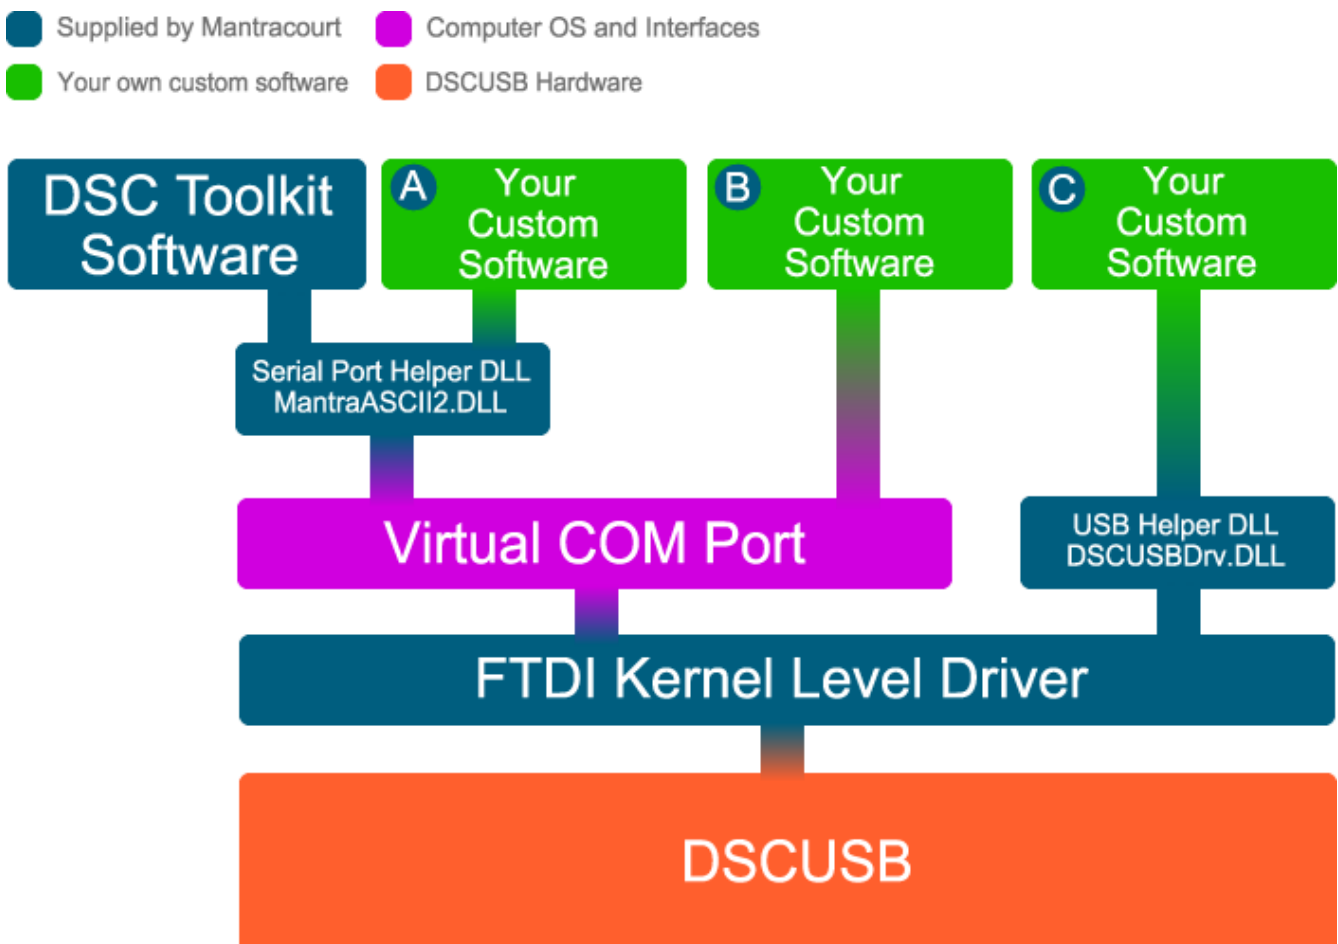 Supplied by Mantracourt
Computer OS and Interfaces
Your own custom software
DSCUSB Hardware
DSC Toolkit
Software
A
Your
Custom
Software
B
Your
Custom
Software
C
Your
Custom
Software
Serial Port Helper DLL
MantraASCII2.DLL
Virtual COM Port
USB Helper DLL
DSCUSBDrv.DLL
FTDI Kernel Level Driver
DSCUSB